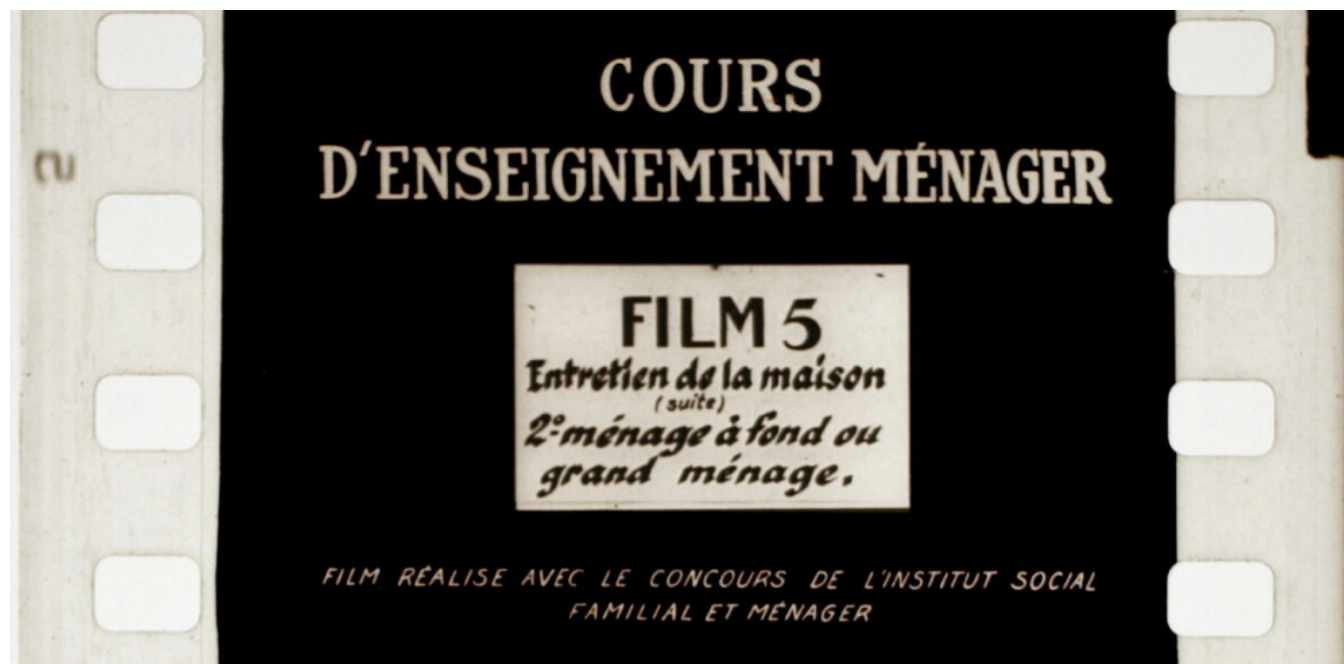 COURS
D'ENSEIGNEMENT MÉNAGER
2
FILM 5
Entretien de la maison
(suite)
2º ménage à fond ou
grand ménage.
FILM RÉALISE AVEC LE CONCOURS DE L'INSTITUT SOCIAL
FAMILIAL ET MÉNAGER